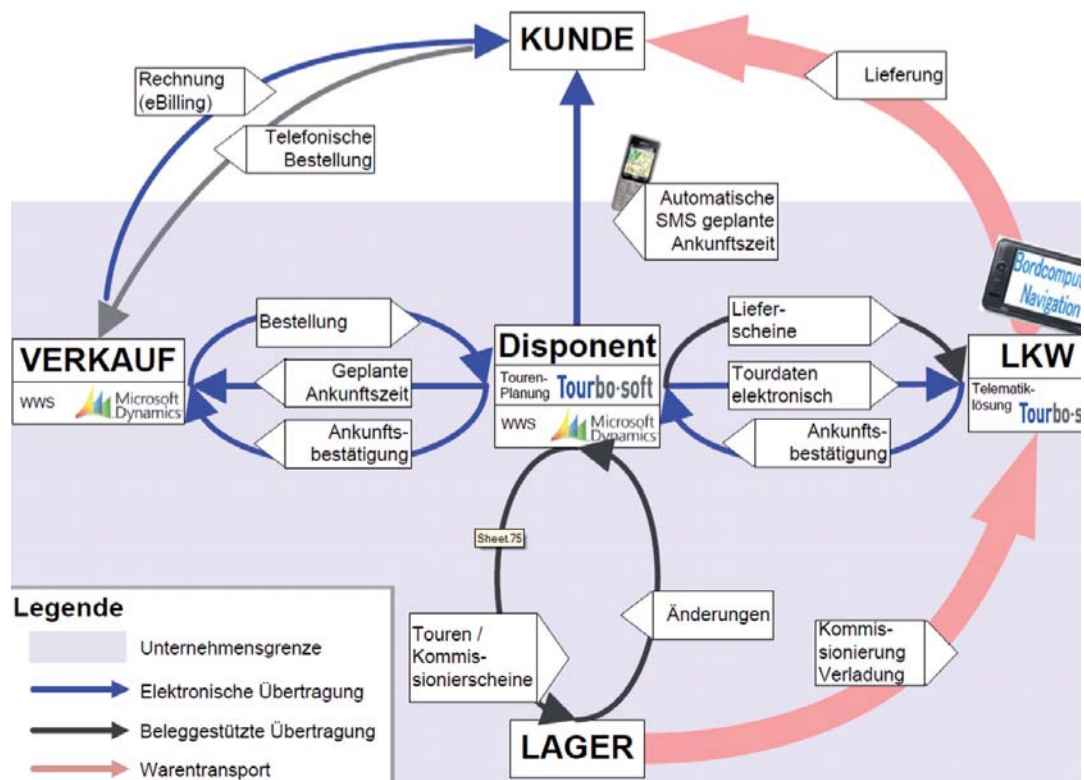 KUNDE
Rechnung
(eBilling)
Telefonische
Bestellung
Lieferung
Automatische
SMS geplante
Ankunftszeit
Bordcompute
Navigation
Bestellung
Geplante
Ankunftszeit
Ankunfts-
bestätigung
VERKAUF
WWS
Microsoft
Dynamics
Disponent
Touren-
Planung
Tourbo·soft
WWS
Microsoft
Dynamics
Liefer-
scheine
Tourdaten
elektronisch
Ankunfts-
bestätigung
LKW
Telematik-
lösung
Tourbo·s
Sheet.75
Touren /
Kommis-
sionierscheine
Änderungen
Kommis-
sionierung
Verladung
LAGER
Legende
Unternehmensgrenze
Elektronische Übertragung
Beleggestützte Übertragung
Warentransport